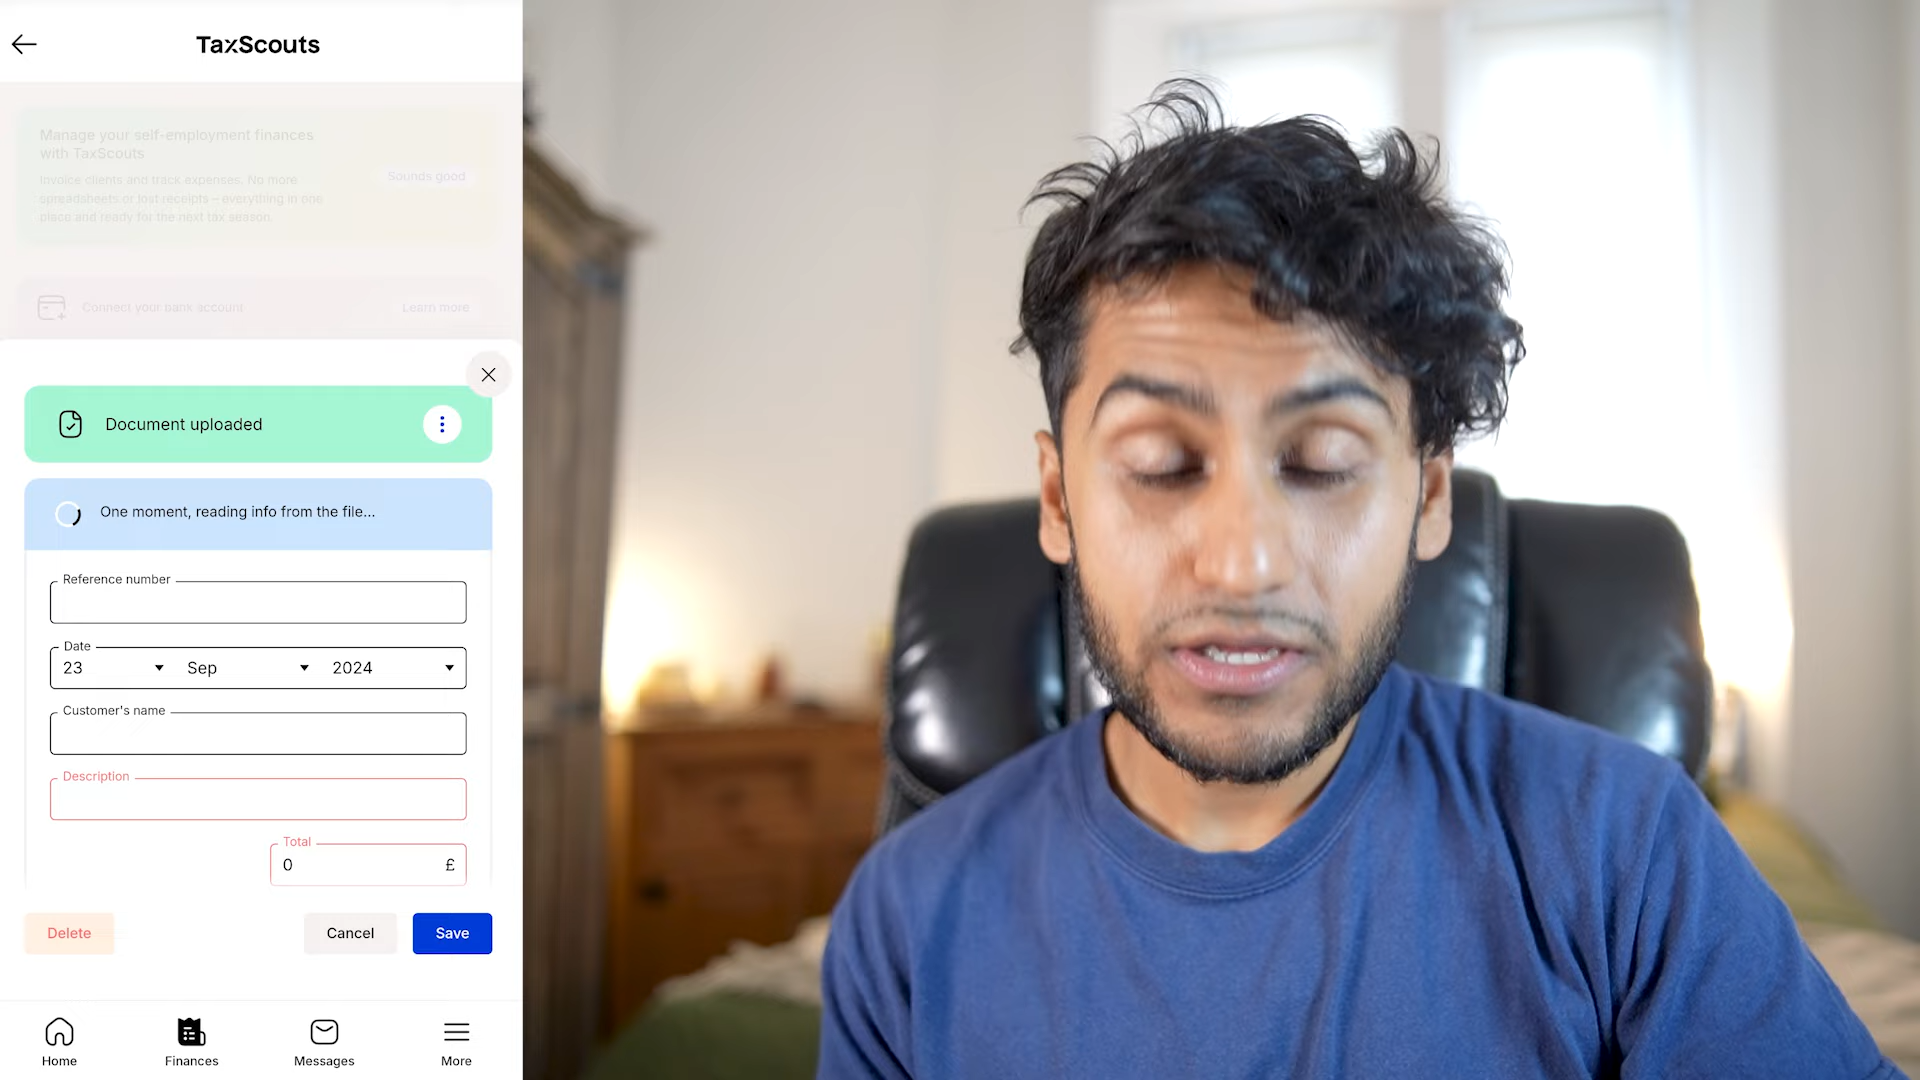 TaxScouts
Manage your self-employment finances
with TaxScouts
Sounds good
Invoice clients and track expenses. No more
spreadsheets or lost receipts – everything in one
place and ready for the next tax season.
Connect your bank account
Learn more
Document uploaded
One moment, reading info from the file...
Reference number
Date
23 Sep 2024
Customer's name
Description
Total
0 £
Delete
Cancel
Save
Home
Finances
Messages
More